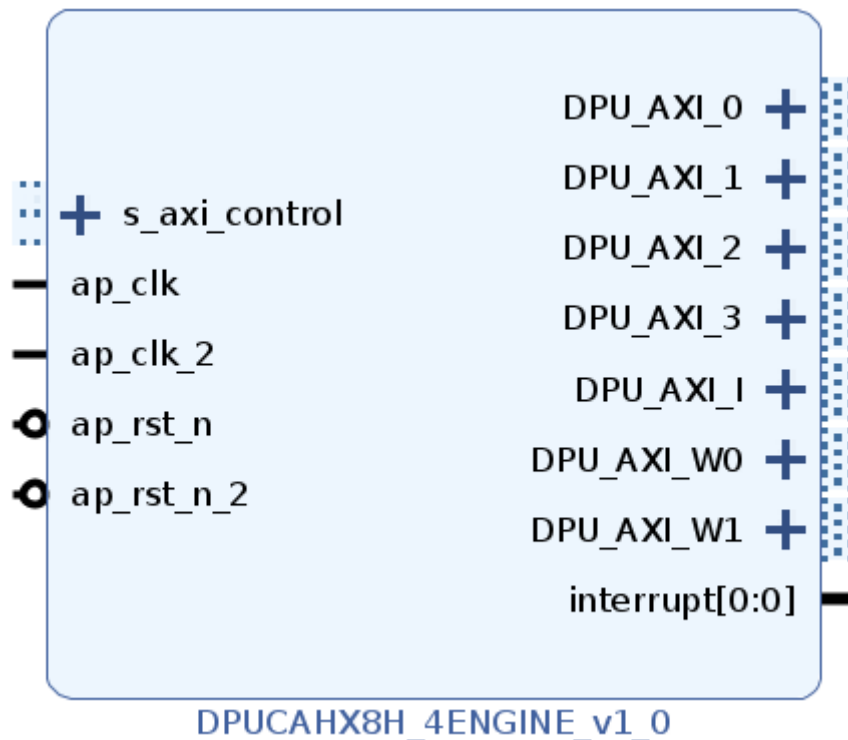 DPU_AXI_0
DPU_AXI_1
s_axi_control
DPU_AXI_2
ap_clk
DPU_AXI_3
ap_clk_2
DPU_AXI_I
ap_rst_n
DPU_AXI_W0
ap_rst_n_2
DPU_AXI_W1
interrupt[0:0]
DPUCAHX8H_4ENGINE_v1_0